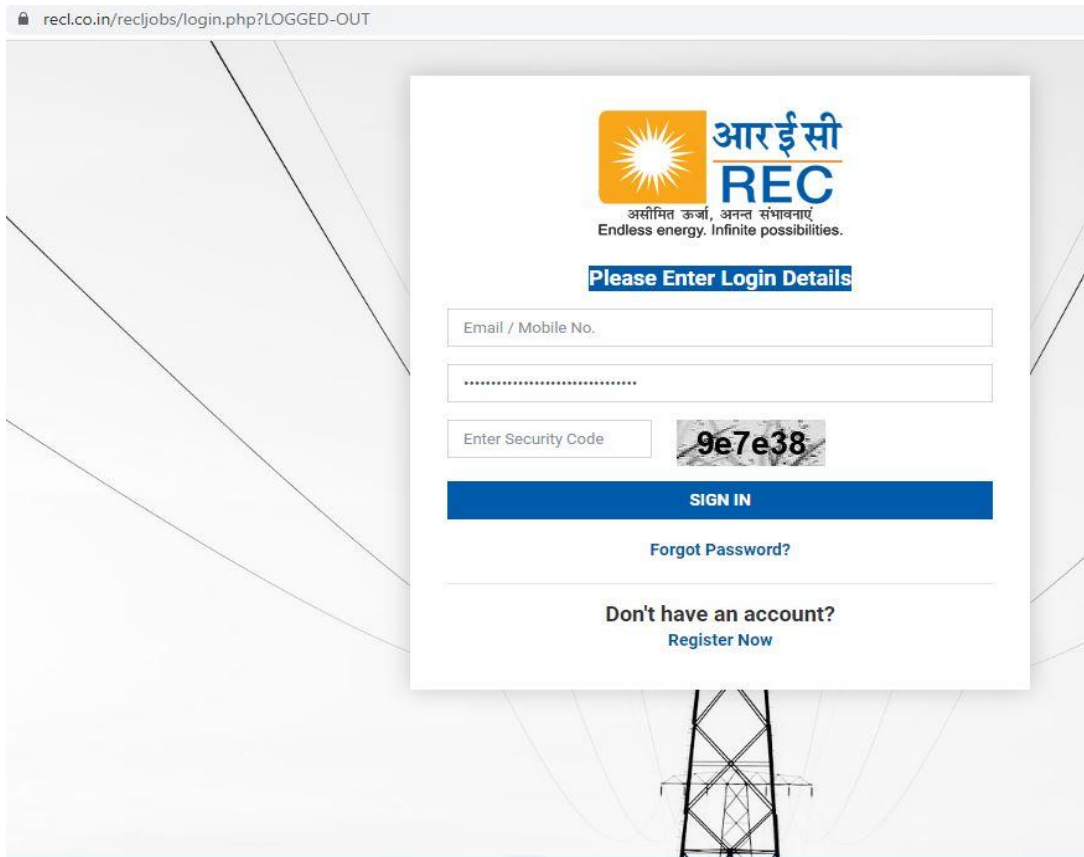 recl.co.in/recljobs/login.php?LOGGED-OUT
आर ई सी
REC
असीमित ऊर्जा, अनन्त संभावनाएं
Endless energy. Infinite possibilities.
Please Enter Login Details
Email / Mobile No.
································
Enter Security Code
9e7e38
SIGN IN
Forgot Password?
Don't have an account?
Register Now